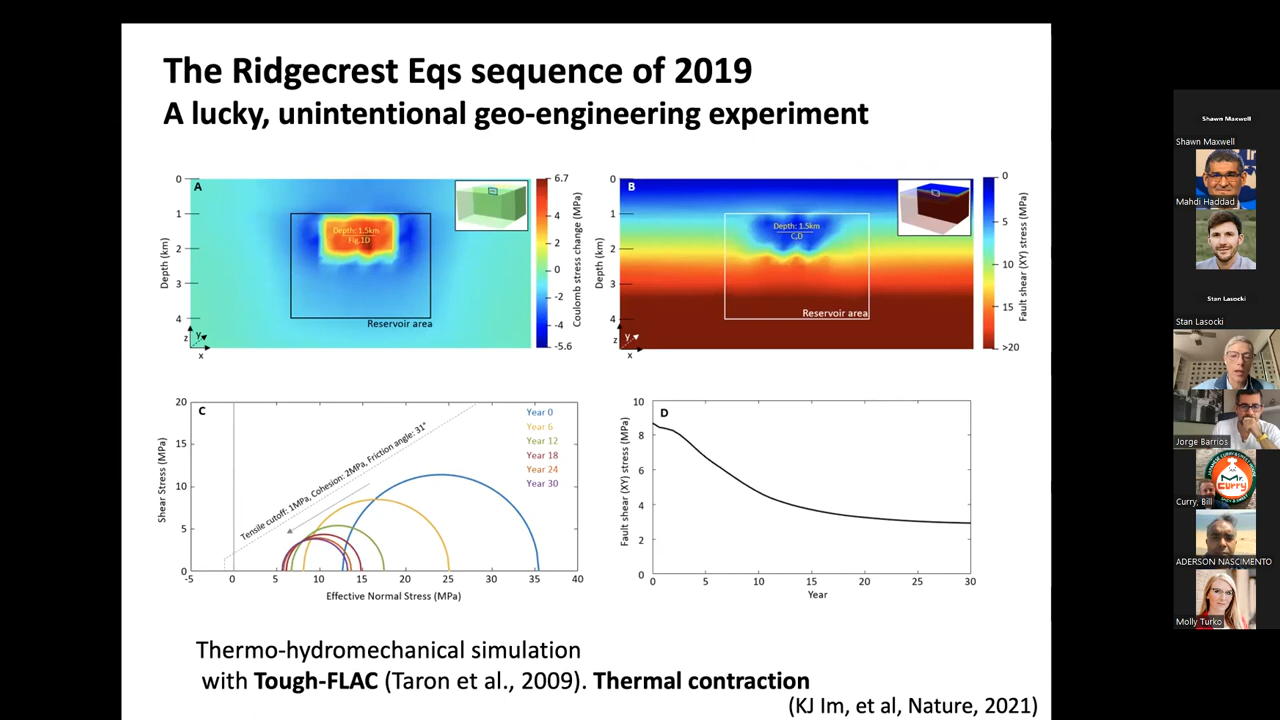 The Ridgecrest Eqs sequence of 2019
A lucky, unintentional geo-engineering experiment
A
0
1
2
3
4
Depth (km)
Depth: 1.5km
Fig.1D
Reservoir area
z
y
x
6.7
4
2
0
-2
-4
-5.6
Coulomb stress change (MPa)
B
0
1
2
3
4
Depth (km)
Depth: 1.5km
C,D
Reservoir area
z
y
x
0
5
10
15
>20
Fault shear (XY) stress (MPa)
C
20
15
10
5
0
Shear Stress (MPa)
Tensile cutoff: 1MPa, Cohesion: 2MPa, Friction angle: 31°
Year 0
Year 6
Year 12
Year 18
Year 24
Year 30
-5 0 5 10 15 20 25 30 35 40
Effective Normal Stress (MPa)
D
10
8
6
4
2
0
Fault shear (XY) stress (MPa)
0 5 10 15 20 25 30
Year
Thermo-hydromechanical simulation
with Tough-FLAC (Taron et al., 2009). Thermal contraction
(KJ Im, et al, Nature, 2021)
Shawn Maxwell
Shawn Maxwell
Mahdi Haddad
Stan Lasocki
Stan Lasocki
Jorge Barrios
Mr.
Curry
Curry, Bill
ADERSON NASCIMENTO
Molly Turko